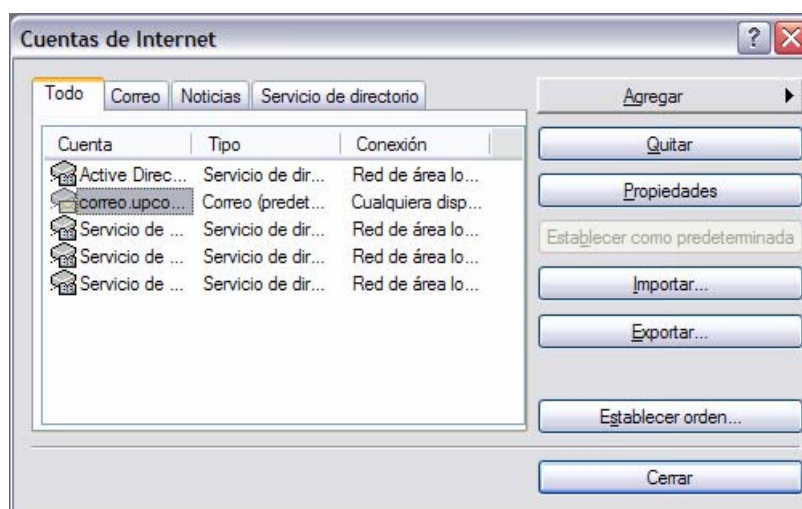 Cuentas de Internet
Todo Correo Noticias Servicio de directorio
Cuenta Tipo Conexión
Active Direc... Servicio de dir... Red de área lo...
correo.upco... Correo (predet... Cualquiera disp...
Servicio de ... Servicio de dir... Red de área lo...
Servicio de ... Servicio de dir... Red de área lo...
Servicio de ... Servicio de dir... Red de área lo...
Agregar
Quitar
Propiedades
Establecer como predeterminada
Importar...
Exportar...
Establecer orden...
Cerrar